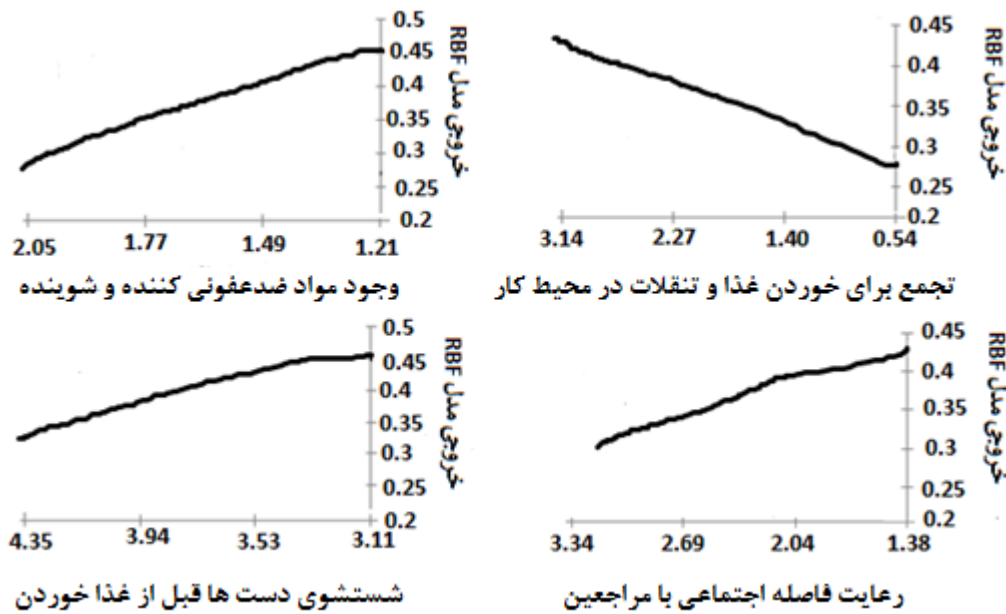 خروجی مدل RBF
0.45
0.4
0.35
0.3
0.25
0.2
3.14 2.27 1.40 0.54
تجمع برای خوردن غذا و تنقلات در محیط کار
خروجی مدل RBF
0.5
0.45
0.4
0.35
0.3
0.25
0.2
2.05 1.77 1.49 1.21
وجود مواد ضدعفونی کننده و شوینده
خروجی مدل RBF
0.45
0.4
0.35
0.3
0.25
0.2
3.34 2.69 2.04 1.38
رعایت فاصله اجتماعی با مراجعین
خروجی مدل RBF
0.5
0.45
0.4
0.35
0.3
0.25
0.2
4.35 3.94 3.53 3.11
شستشوی دست ها قبل از غذا خوردن